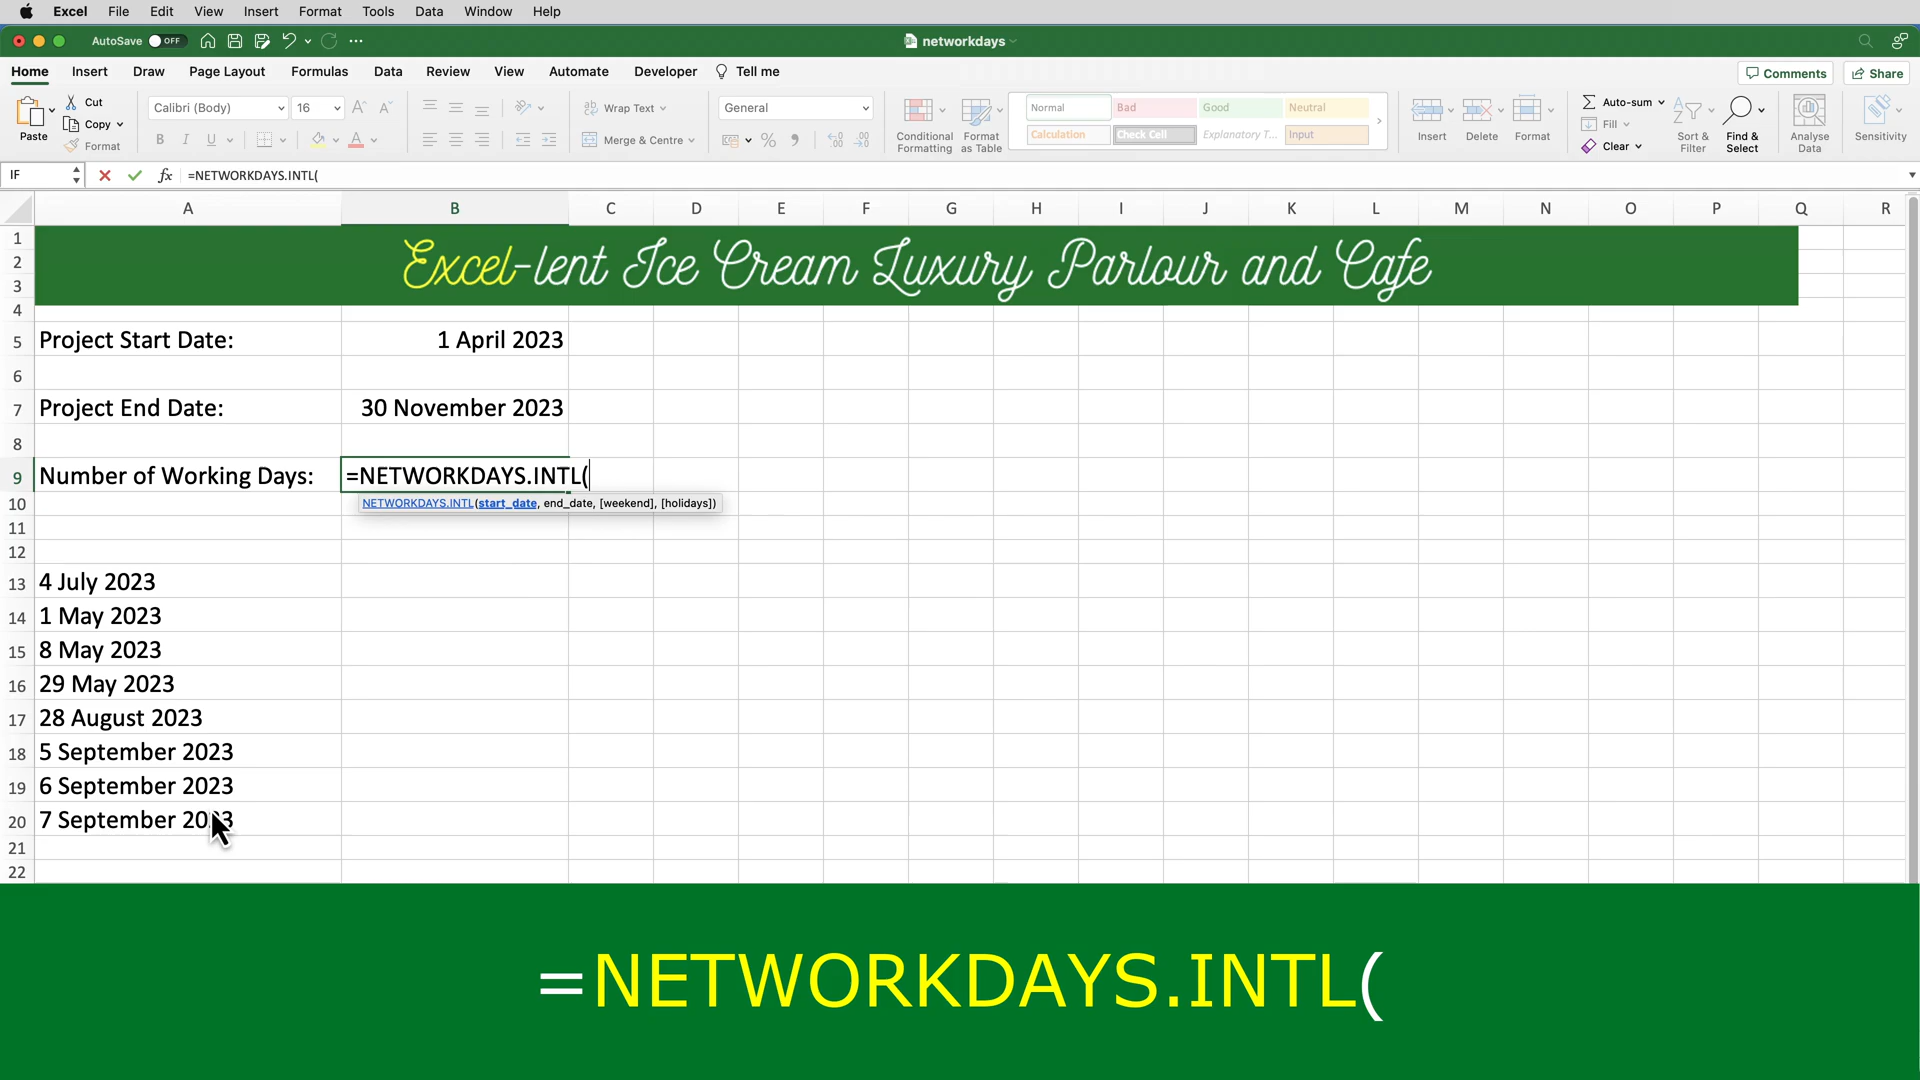 Excel File Edit View Insert Format Tools Data Window Help
AutoSave OFF networkdays
Home Insert Draw Page Layout Formulas Data Review View Automate Developer Tell me Comments Share
Paste Cut Copy Format
Calibri (Body) 16
B I U A
Wrap Text
Merge & Centre
General
Conditional Formatting
Format as Table
Normal Bad Good Neutral
Calculation Check Cell Explanatory T... Input
Insert Delete Format
Auto-sum
Fill
Clear
Sort & Filter
Find & Select
Analyse Data
Sensitivity
IF fx =NETWORKDAYS.INTL(
A B C D E F G H I J K L M N O P Q R
1
2 Excel-lent Ice Cream Luxury Parlour and Cafe
3
4
5 Project Start Date: 1 April 2023
6
7 Project End Date: 30 November 2023
8
9 Number of Working Days: =NETWORKDAYS.INTL(
NETWORKDAYS.INTL(start_date, end_date, [weekend], [holidays])
10
11
12
13 4 July 2023
14 1 May 2023
15 8 May 2023
16 29 May 2023
17 28 August 2023
18 5 September 2023
19 6 September 2023
20 7 September 2023
21
22
=NETWORKDAYS.INTL(